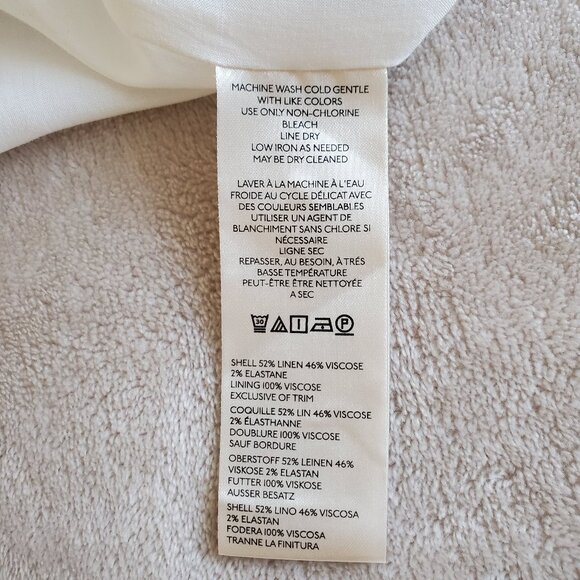 MACHINE WASH COLD GENTLE
WITH LIKE COLORS
USE ONLY NON-CHLORINE
BLEACH
LINE DRY
LOW IRON AS NEEDED
MAY BE DRY CLEANED
LAVER À LA MACHINE À L'EAU
FROIDE AU CYCLE DÉLICAT AVEC
DES COULEURS SEMBLABLES
UTILISER UN AGENT DE
BLANCHIMENT SANS CHLORE SI
NÉCESSAIRE
LIGNE SEC
REPASSER, AU BESOIN, À TRÉS
BASSE TEMPÉRATURE
PEUT-ÊTRE ÊTRE NETTOYÉE
A SEC
30 P
SHELL 52% LINEN 46% VISCOSE
2% ELASTANE
LINING 100% VISCOSE
EXCLUSIVE OF TRIM
COQUILLE 52% LIN 46% VISCOSE
2% ÉLASTHANNE
DOUBLURE 100% VISCOSE
SAUF BORDURE
OBERSTOFF 52% LEINEN 46%
VISKOSE 2% ELASTAN
FUTTER 100% VISCOSE
AUSSER BESATZ
SHELL 52% LINO 46% VISCOSA
2% ELASTAN
FODERA 100% VISCOSA
TRANNE LA FINITURA